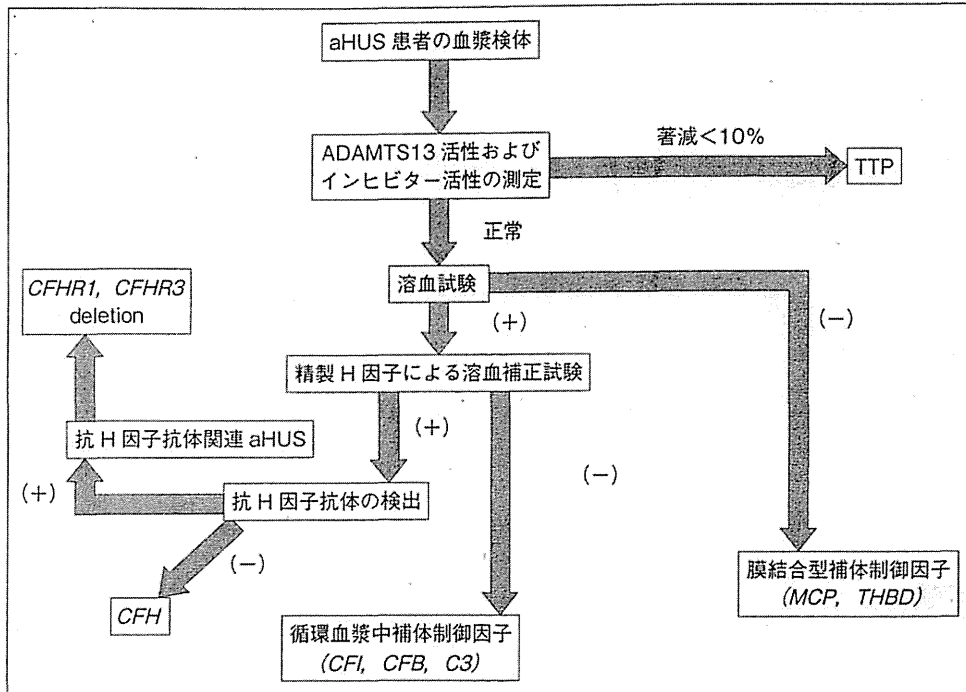 aHUS 患者の血漿検体
ADAMTS13 活性および
インヒビター活性の測定
著減<10%
TTP
正常
溶血試験
(+)
(−)
CFHR1, CFHR3
deletion
精製 H 因子による溶血補正試験
(+)
(−)
抗 H 因子抗体関連 aHUS
(+)
抗 H 因子抗体の検出
(−)
CFH
循環血漿中補体制御因子
(CFI, CFB, C3)
膜結合型補体制御因子
(MCP, THBD)